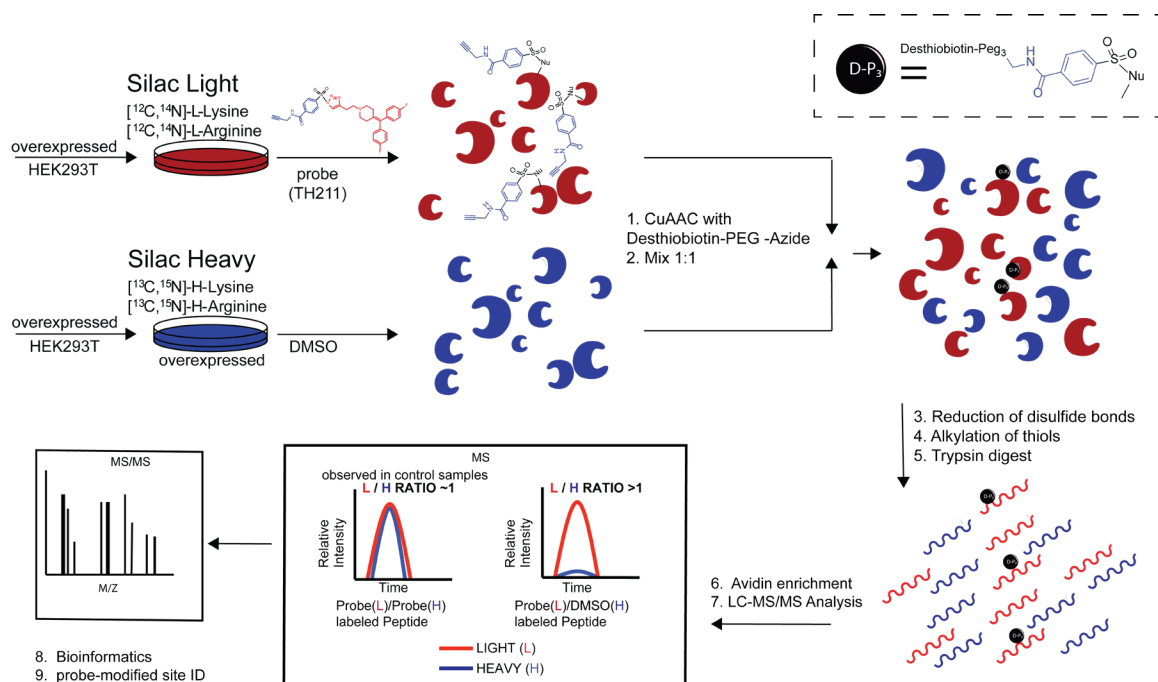 Silac Light
[¹²C,¹⁴N]-L-Lysine
[¹²C,¹⁴N]-L-Arginine
overexpressed
HEK293T
probe
(TH211)
Silac Heavy
[¹³C,¹⁵N]-H-Lysine
[¹³C,¹⁵N]-H-Arginine
overexpressed
HEK293T
overexpressed
DMSO
1. CuAAC with
Desthiobiotin-PEG -Azide
2. Mix 1:1
D-P₃
Desthiobiotin-Peg₃
H
N
O
O
S
O
Nu
3. Reduction of disulfide bonds
4. Alkylation of thiols
5. Trypsin digest
6. Avidin enrichment
7. LC-MS/MS Analysis
MS
observed in control samples
L / H RATIO ~1
L / H RATIO >1
Relative
Intensity
Time
Relative
Intensity
Time
Probe(L)/Probe(H)
labeled Peptide
Probe(L)/DMSO(H)
labeled Peptide
LIGHT (L)
HEAVY (H)
MS/MS
M/Z
8. Bioinformatics
9. probe-modified site ID